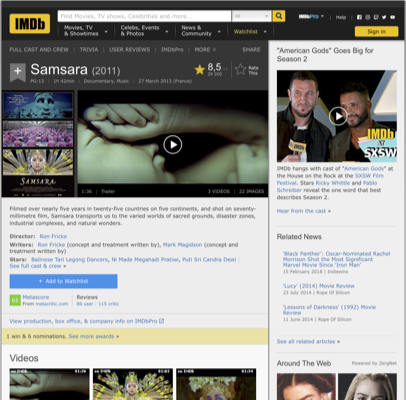 IMDb
Find Movies, TV shows, Celebrities and more...
All
IMDbPro
Help
Movies, TV & Showtimes
Celebs, Events & Photos
News & Community
Watchlist
Sign in
FULL CAST AND CREW | TRIVIA | USER REVIEWS | IMDbPro | MORE
SHARE
Samsara (2011)
8,5
Rate This
PG-13 | 1h 42min | Documentary, Music | 27 March 2013 (France)
SAMSARA
1:36 | Trailer
3 VIDEOS | 22 IMAGES
Filmed over nearly five years in twenty-five countries on five continents, and shot on seventy-
millimetre film, Samsara transports us to the varied worlds of sacred grounds, disaster zones,
industrial complexes, and natural wonders.
Director: Ron Fricke
Writers: Ron Fricke (concept and treatment written by), Mark Magidson (concept and
treatment written by)
Stars: Balinese Tari Legong Dancers, Ni Made Megahadi Pratiwi, Puti Sri Candra Dewi |
See full cast & crew »
+ Add to Watchlist
Metascore
From metacritic.com
Reviews
86 user | 115 critic
View production, box office, & company info on IMDbPro
1 win & 6 nominations. See more awards »
Videos
"American Gods" Goes Big for
Season 2
IMDb
SXSW
IMDb hangs with cast of "American Gods" at
the House on the Rock at the SXSW Film
Festival. Stars Ricky Whittle and Pablo
Schreiber reveal the one word that best
describes Season 2.
Hear from the cast »
Related News
'Black Panther': Oscar-Nominated Rachel
Morrison Shot the Most Significant
Marvel Movie Since 'Iron Man'
15 February 2018 | Indiewire
'Lucy' (2014) Movie Review
23 July 2014 | Rope Of Silicon
'Lessons of Darkness' (1992) Movie
Review
11 June 2014 | Rope Of Silicon
See all related articles »
Around The Web
Powered by ZergNet